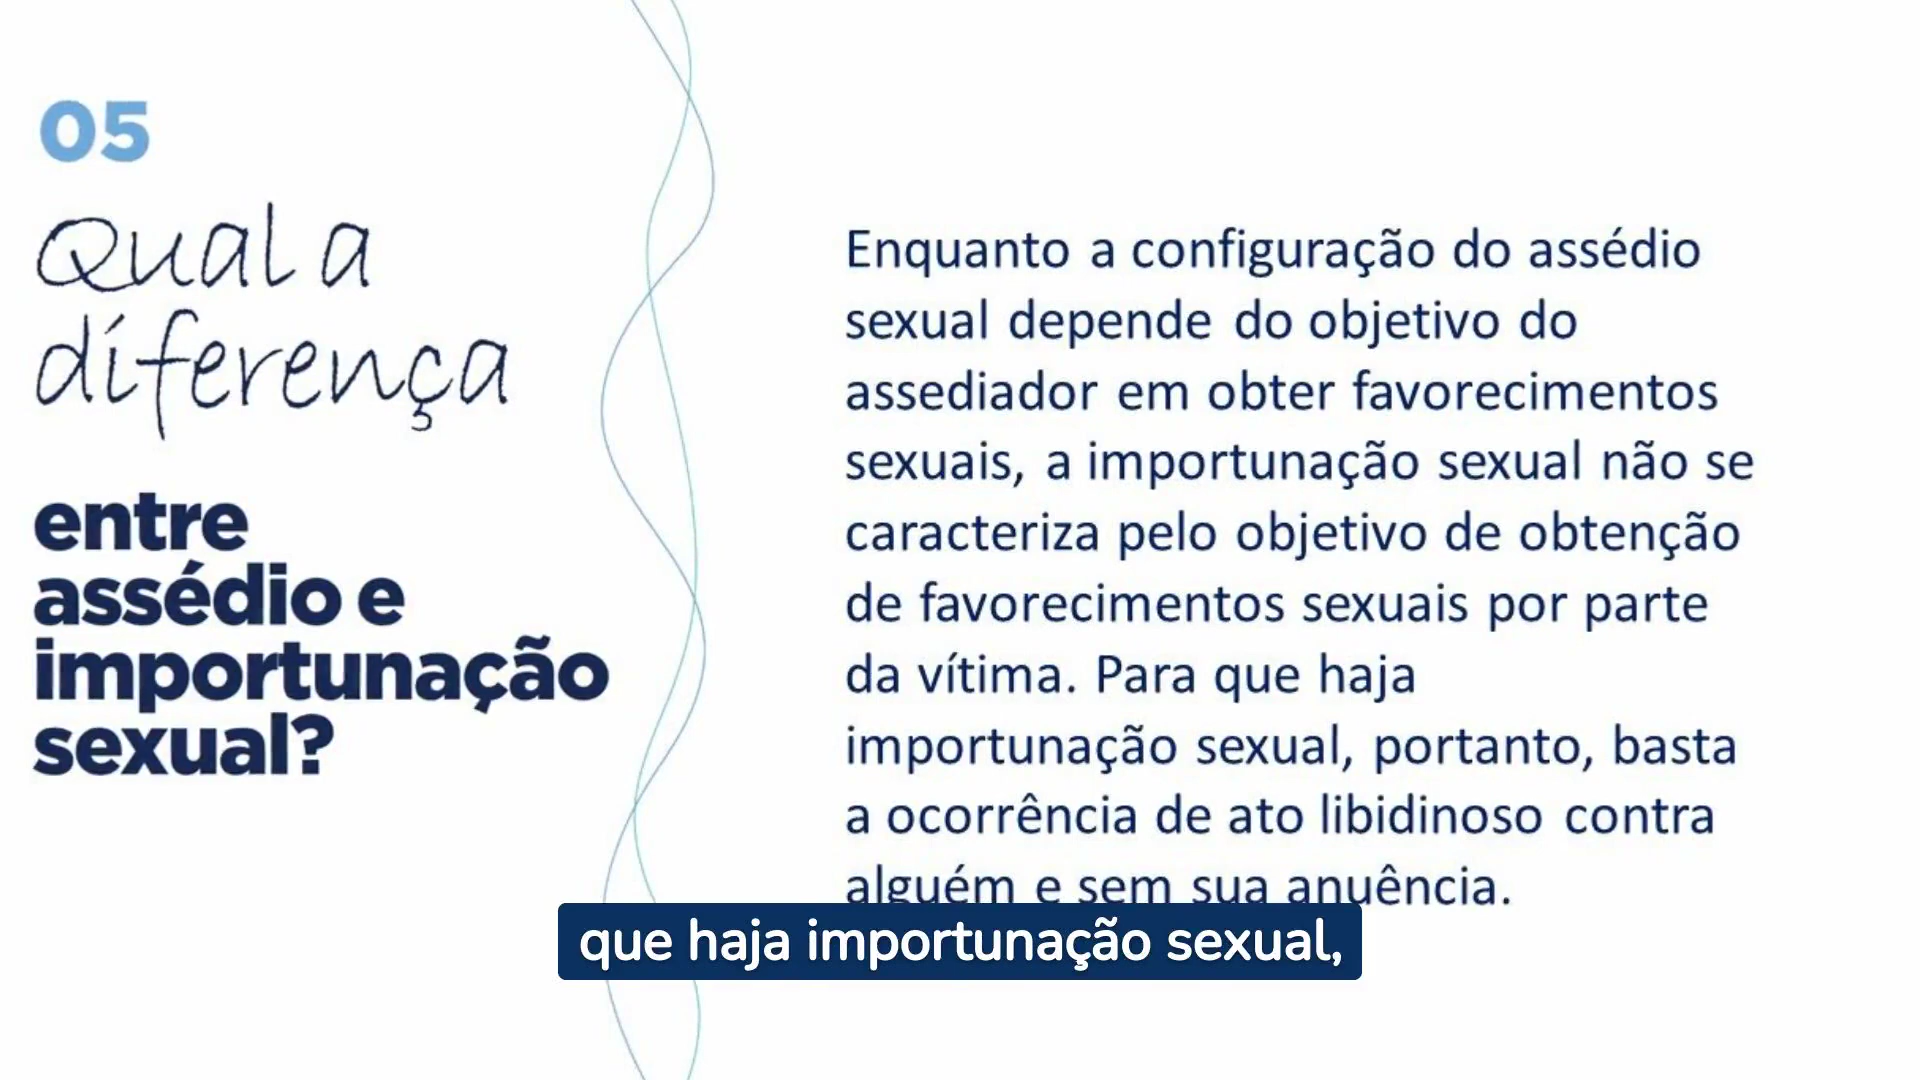 05
Qual a
diferença
entre
assédio e
importunação
sexual?
Enquanto a configuração do assédio
sexual depende do objetivo do
assediador em obter favorecimentos
sexuais, a importunação sexual não se
caracteriza pelo objetivo de obtenção
de favorecimentos sexuais por parte
da vítima. Para que haja
importunação sexual, portanto, basta
a ocorrência de ato libidinoso contra
alguém e sem sua anuência.
que haja importunação sexual,